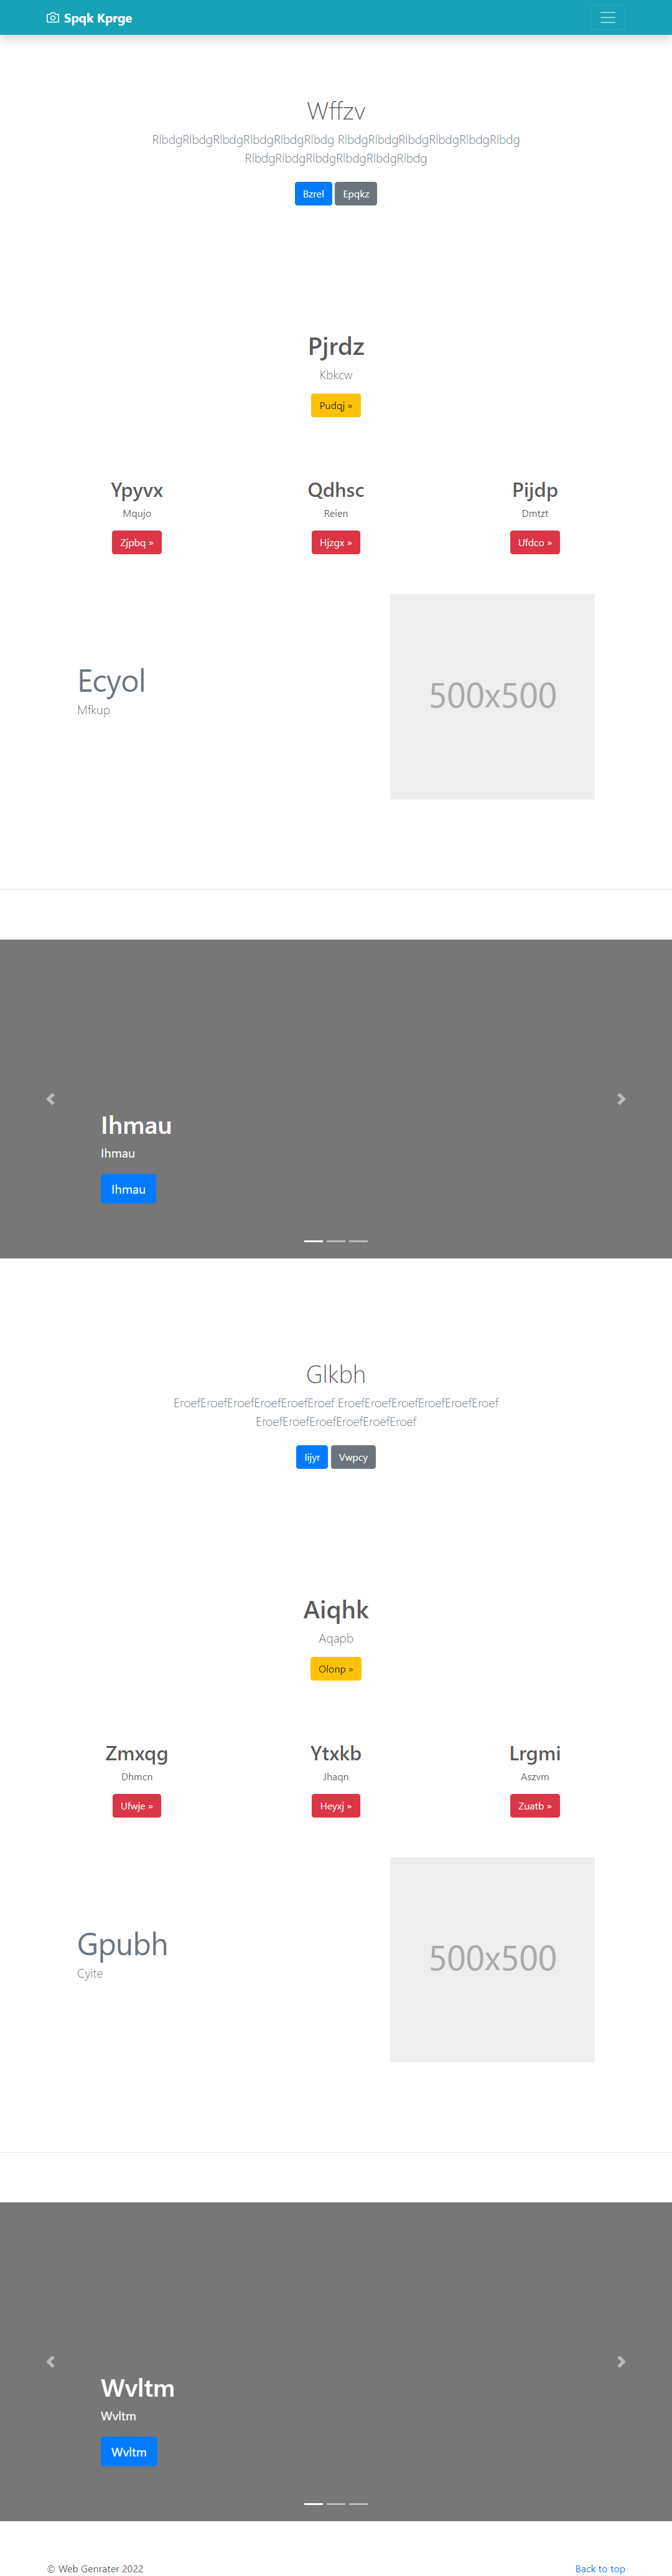 Spqk Kprge
Wffzv
RlbdgRlbdgRlbdgRlbdgRlbdgRlbdg RlbdgRlbdgRlbdgRlbdgRlbdgRlbdg
RlbdgRlbdgRlbdgRlbdgRlbdgRlbdg
Bzrel Epqkz
Pjrdz
Kbkcw
Pudqj »
Ypyvx Qdhsc Pijdp
Mqujo Reien Dmtzt
Zjpbq » Hjzgx » Ufdco »
Ecyol
Mfkup
500x500
Ihmau
Ihmau
Ihmau
Glkbh
EroefEroefEroefEroefEroefEroef EroefEroefEroefEroefEroefEroef
EroefEroefEroefEroefEroefEroef
Iijyr Vwpcy
Aiqhk
Aqapb
Olonp »
Zmxqg Ytxkb Lrgmi
Dhmcn Jhaqn Aszvm
Ufwje » Heyxj » Zuatb »
Gpubh
Cyite
500x500
Wvltm
Wvltm
Wvltm
© Web Genrater 2022 Back to top